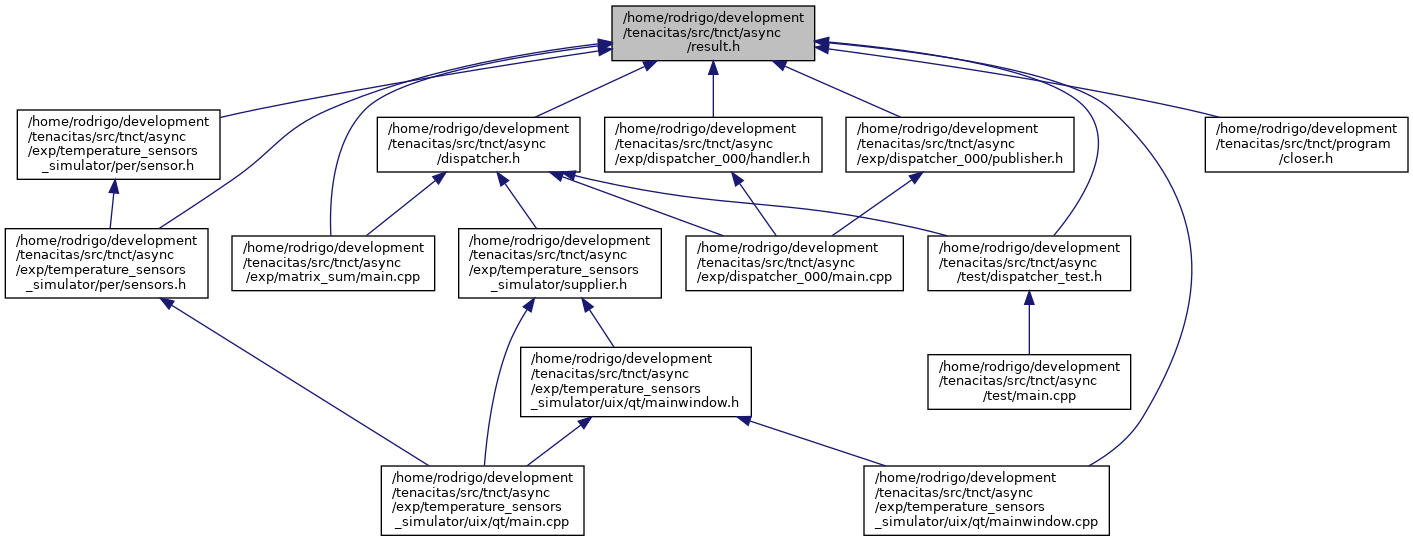 /home/rodrigo/development
/tenacitas/src/tnct/async
/result.h
/home/rodrigo/development
/tenacitas/src/tnct/async
/exp/temperature_sensors
_simulator/per/sensor.h
/home/rodrigo/development
/tenacitas/src/tnct/async
/dispatcher.h
/home/rodrigo/development
/tenacitas/src/tnct/async
/exp/dispatcher_000/handler.h
/home/rodrigo/development
/tenacitas/src/tnct/async
/exp/dispatcher_000/publisher.h
/home/rodrigo/development
/tenacitas/src/tnct/program
/closer.h
/home/rodrigo/development
/tenacitas/src/tnct/async
/exp/temperature_sensors
_simulator/per/sensors.h
/home/rodrigo/development
/tenacitas/src/tnct/async
/exp/matrix_sum/main.cpp
/home/rodrigo/development
/tenacitas/src/tnct/async
/exp/temperature_sensors
_simulator/supplier.h
/home/rodrigo/development
/tenacitas/src/tnct/async
/exp/dispatcher_000/main.cpp
/home/rodrigo/development
/tenacitas/src/tnct/async
/test/dispatcher_test.h
/home/rodrigo/development
/tenacitas/src/tnct/async
/exp/temperature_sensors
_simulator/uix/qt/mainwindow.h
/home/rodrigo/development
/tenacitas/src/tnct/async
/test/main.cpp
/home/rodrigo/development
/tenacitas/src/tnct/async
/exp/temperature_sensors
_simulator/uix/qt/main.cpp
/home/rodrigo/development
/tenacitas/src/tnct/async
/exp/temperature_sensors
_simulator/uix/qt/mainwindow.cpp